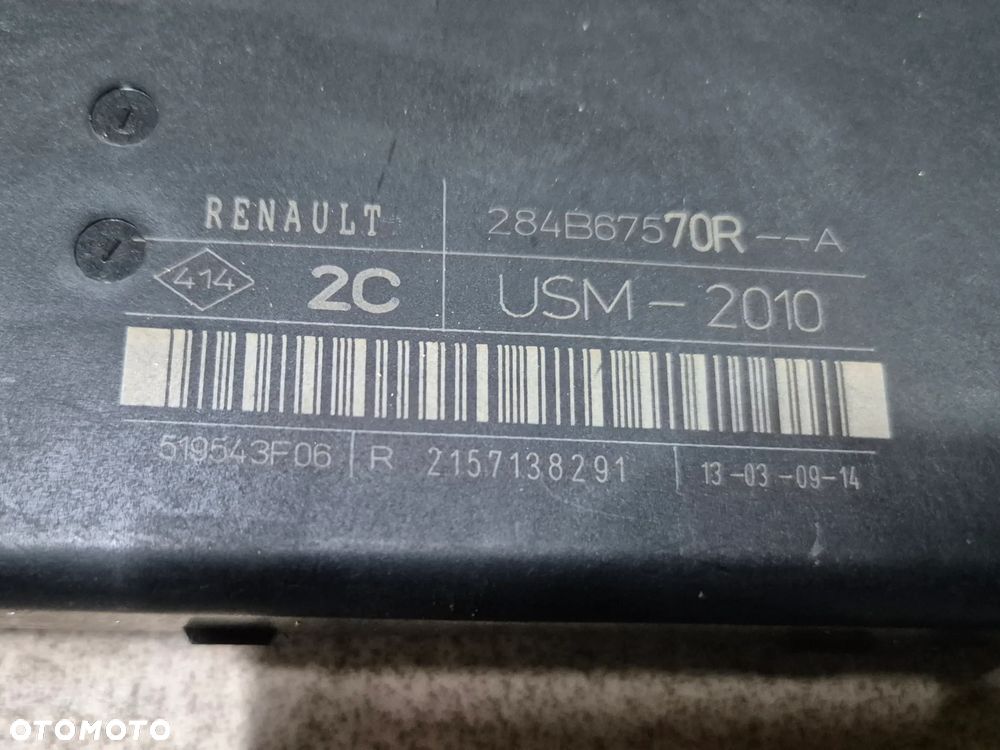 RENAULT 284B67570R--A
414 2C USM-2010
519543F06 R 2157138291 13-03-09-14
OTOMOTO